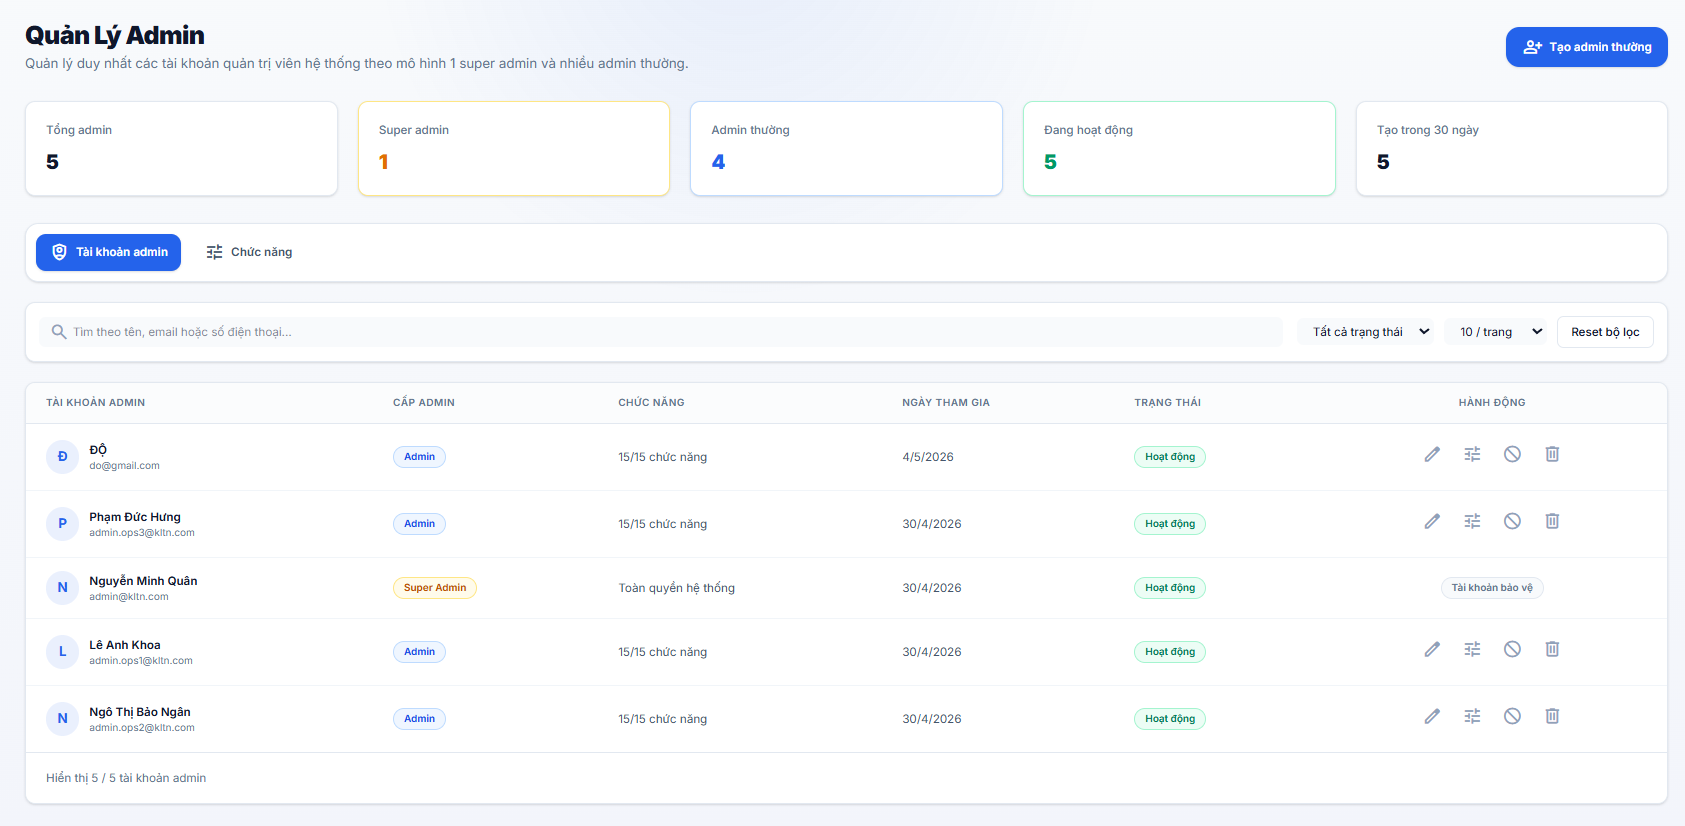 Quản Lý Admin
Quản lý duy nhất các tài khoản quản trị viên hệ thống theo mô hình 1 super admin và nhiều admin thường.
Tạo admin thường
Tổng admin
5
Super admin
1
Admin thường
4
Đang hoạt động
5
Tạo trong 30 ngày
5
Tài khoản admin
Chức năng
Tìm theo tên, email hoặc số điện thoại...
Tất cả trạng thái
10 / trang
Reset bộ lọc
TÀI KHOẢN ADMIN CẤP ADMIN CHỨC NĂNG NGÀY THAM GIA TRẠNG THÁI HÀNH ĐỘNG
Đ
ĐỘ
do@gmail.com
Admin 15/15 chức năng 4/5/2026 Hoạt động
P
Phạm Đức Hưng
admin.ops3@kltn.com
Admin 15/15 chức năng 30/4/2026 Hoạt động
N
Nguyễn Minh Quân
admin@kltn.com
Super Admin Toàn quyền hệ thống 30/4/2026 Hoạt động Tài khoản bảo vệ
L
Lê Anh Khoa
admin.ops1@kltn.com
Admin 15/15 chức năng 30/4/2026 Hoạt động
N
Ngô Thị Bảo Ngân
admin.ops2@kltn.com
Admin 15/15 chức năng 30/4/2026 Hoạt động
Hiển thị 5 / 5 tài khoản admin